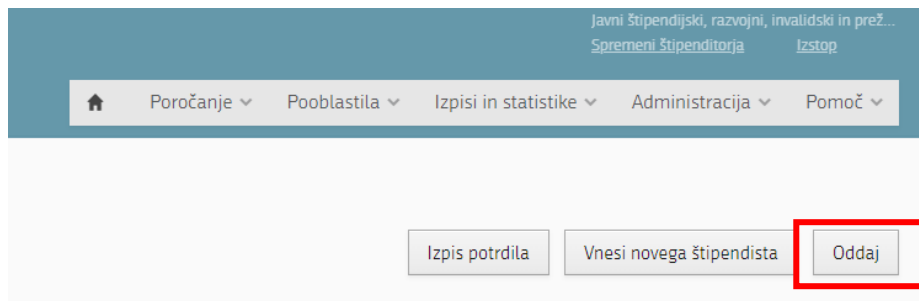 Javni štipendijski, razvojni, invalidski in prež...
Spremeni štipenditorja Izstop
Poročanje Pooblastila Izpisi in statistike Administracija Pomoč
Izpis potrdila Vnesi novega štipendista Oddaj